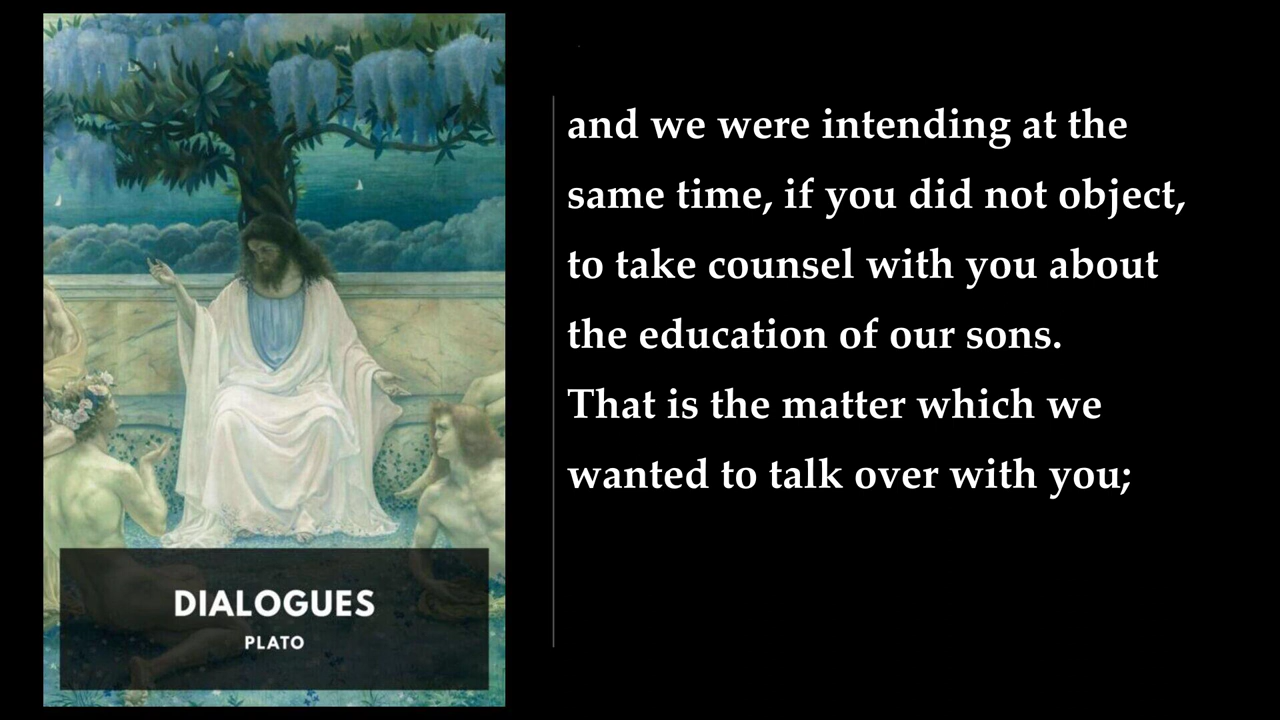 DIALOGUES
PLATO
and we were intending at the
same time, if you did not object,
to take counsel with you about
the education of our sons.
That is the matter which we
wanted to talk over with you;